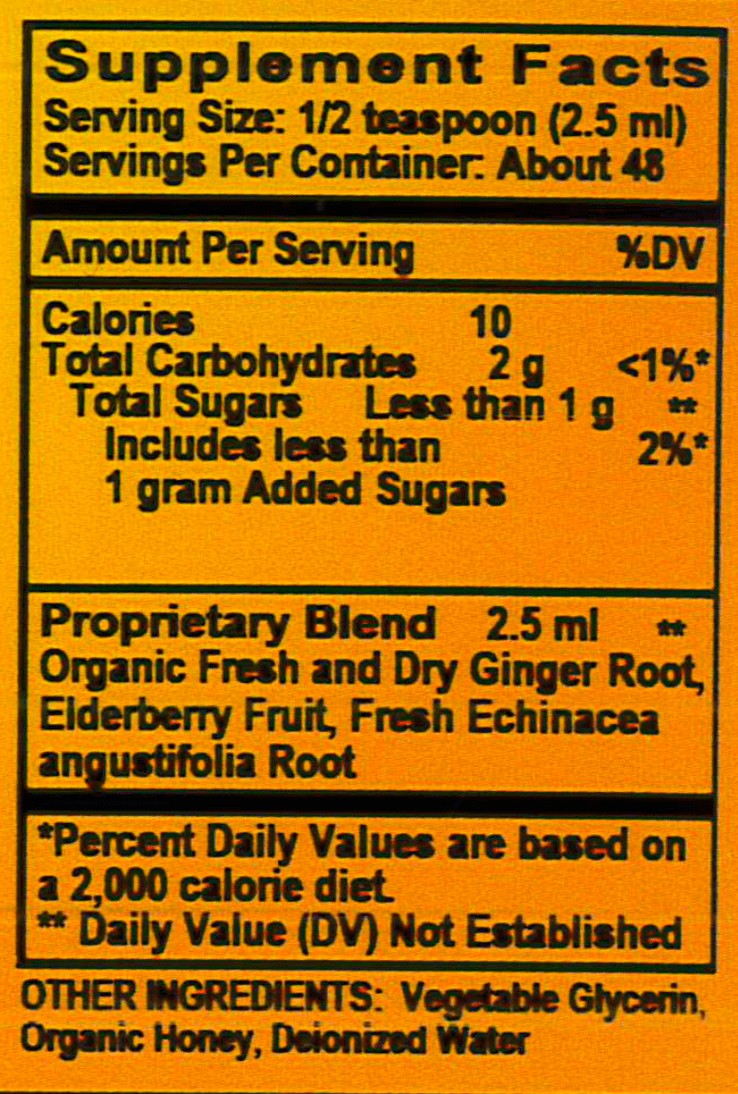 Supplement Facts
Serving Size: 1/2 teaspoon (2.5 ml)
Servings Per Container: About 48
Amount Per Serving %DV
Calories 10
Total Carbohydrates 2 g <1%*
Total Sugars Less than 1 g **
Includes less than 2%*
1 gram Added Sugars
Proprietary Blend 2.5 ml **
Organic Fresh and Dry Ginger Root,
Elderberry Fruit, Fresh Echinacea
angustifolia Root
*Percent Daily Values are based on
a 2,000 calorie diet.
** Daily Value (DV) Not Established
OTHER INGREDIENTS: Vegetable Glycerin,
Organic Honey, Deionized Water